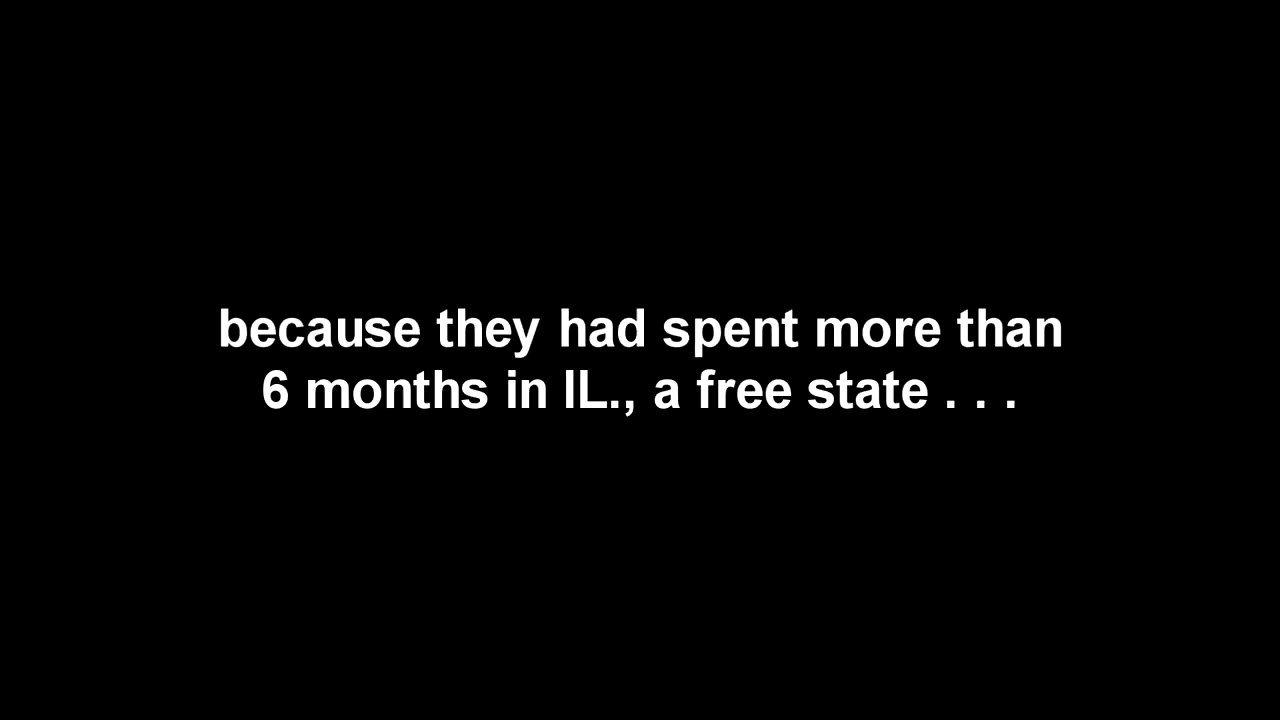 because they had spent more than
6 months in IL., a free state . . .